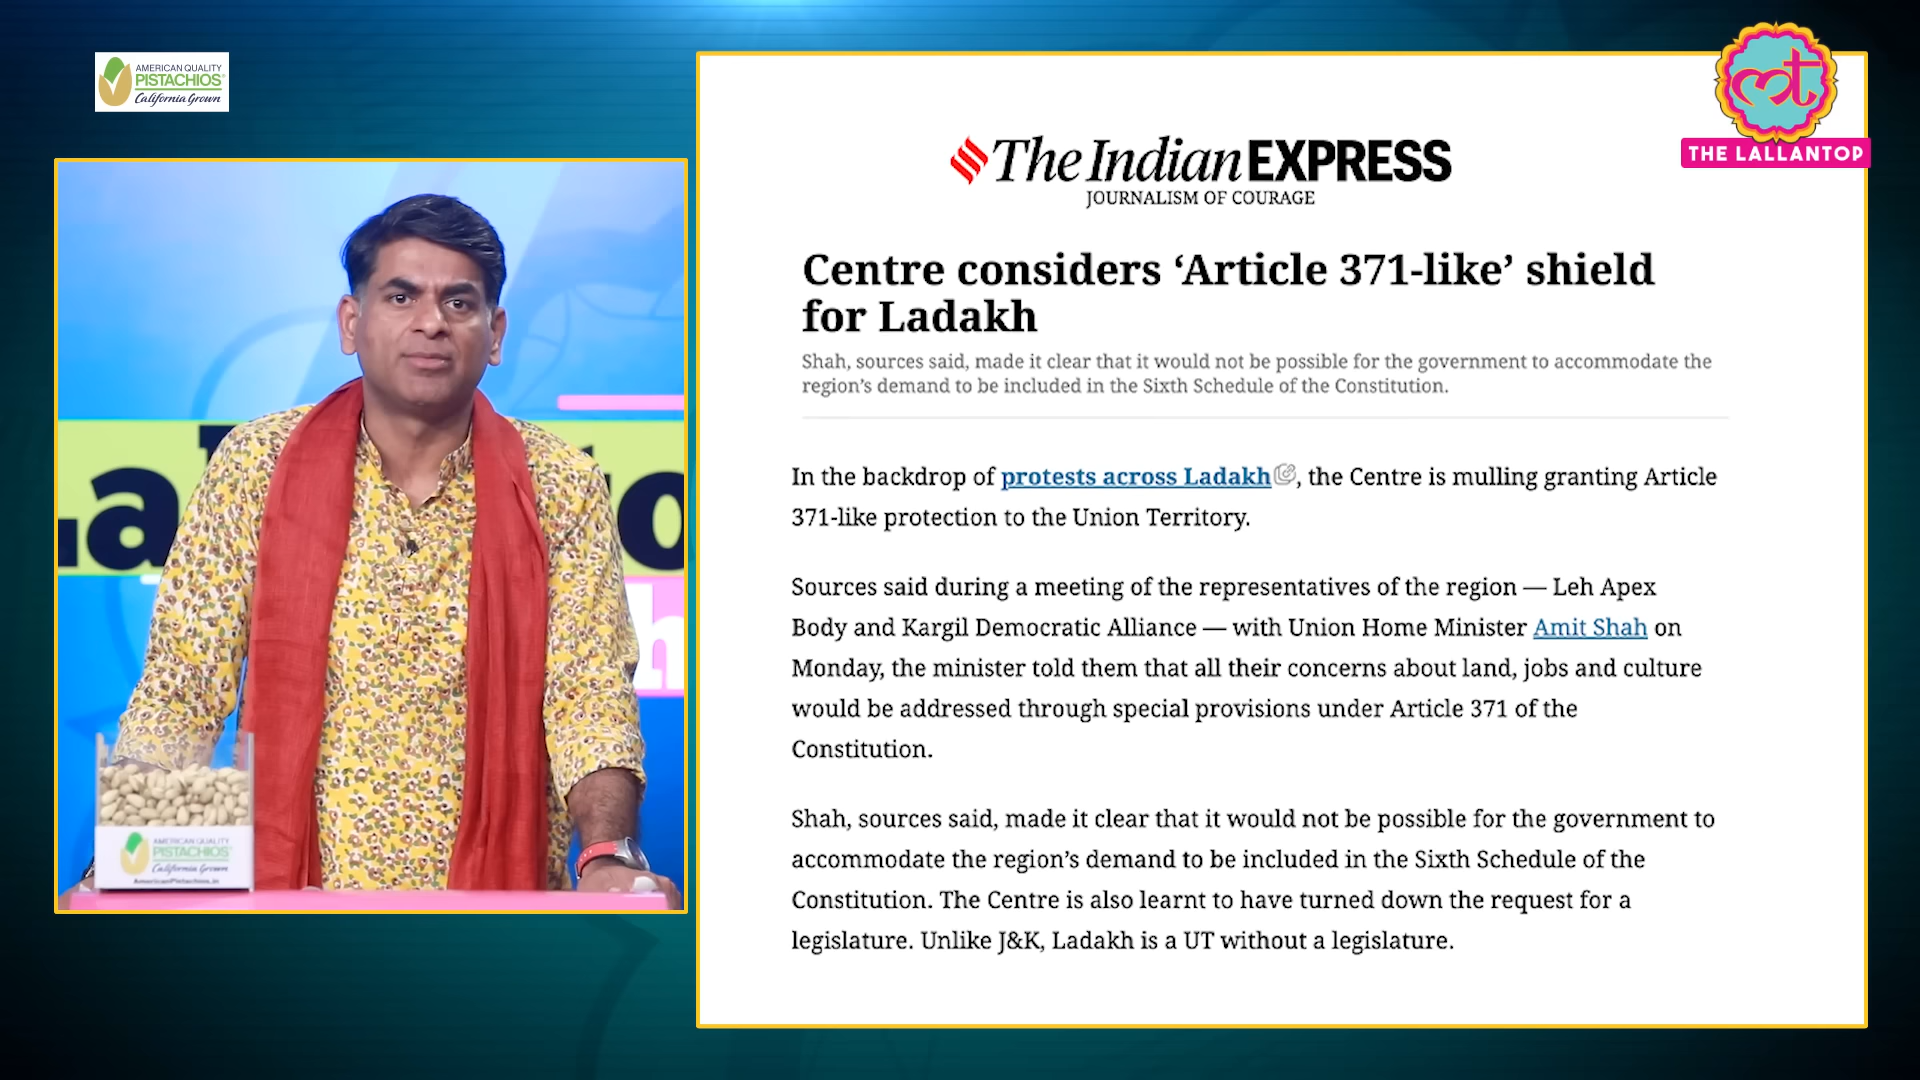 AMERICAN QUALITY
PISTACHIOS
California Grown
THE LALLANTOP
The Indian EXPRESS
JOURNALISM OF COURAGE
Centre considers ‘Article 371-like’ shield
for Ladakh
Shah, sources said, made it clear that it would not be possible for the government to accommodate the
region’s demand to be included in the Sixth Schedule of the Constitution.
In the backdrop of protests across Ladakh, the Centre is mulling granting Article
371-like protection to the Union Territory.
Sources said during a meeting of the representatives of the region — Leh Apex
Body and Kargil Democratic Alliance — with Union Home Minister Amit Shah on
Monday, the minister told them that all their concerns about land, jobs and culture
would be addressed through special provisions under Article 371 of the
Constitution.
Shah, sources said, made it clear that it would not be possible for the government to
accommodate the region’s demand to be included in the Sixth Schedule of the
Constitution. The Centre is also learnt to have turned down the request for a
legislature. Unlike J&K, Ladakh is a UT without a legislature.
AMERICAN QUALITY
PISTACHIOS
California Grown
AmericanPistachios.in